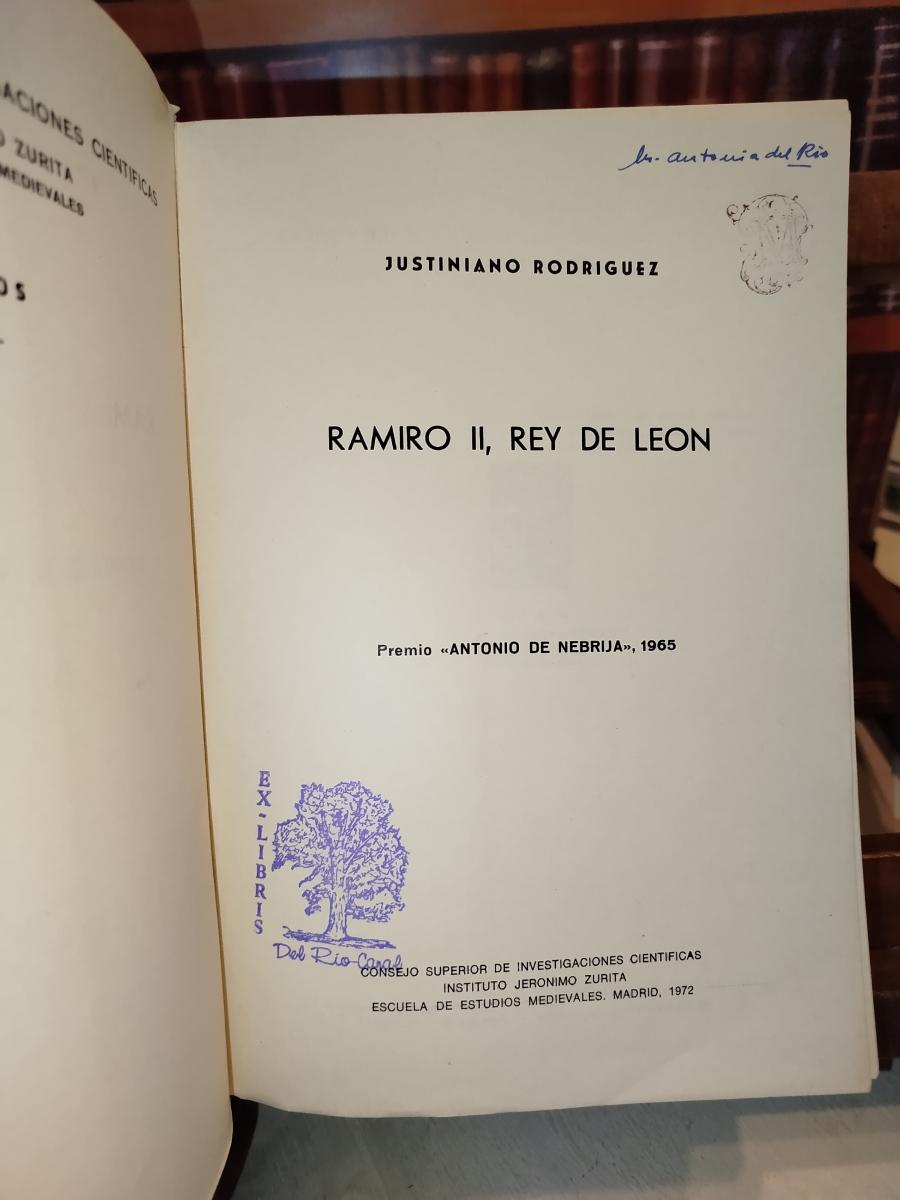 ACIONES CIENTIFICAS
O ZURITA
MEDIEVALES
OS
M. antonia del Rio
JUSTINIANO RODRIGUEZ
RAMIRO II, REY DE LEON
Premio «ANTONIO DE NEBRIJA», 1965
EX-LIBRIS
Del Rio-Canal
CONSEJO SUPERIOR DE INVESTIGACIONES CIENTIFICAS
INSTITUTO JERONIMO ZURITA
ESCUELA DE ESTUDIOS MEDIEVALES. MADRID, 1972